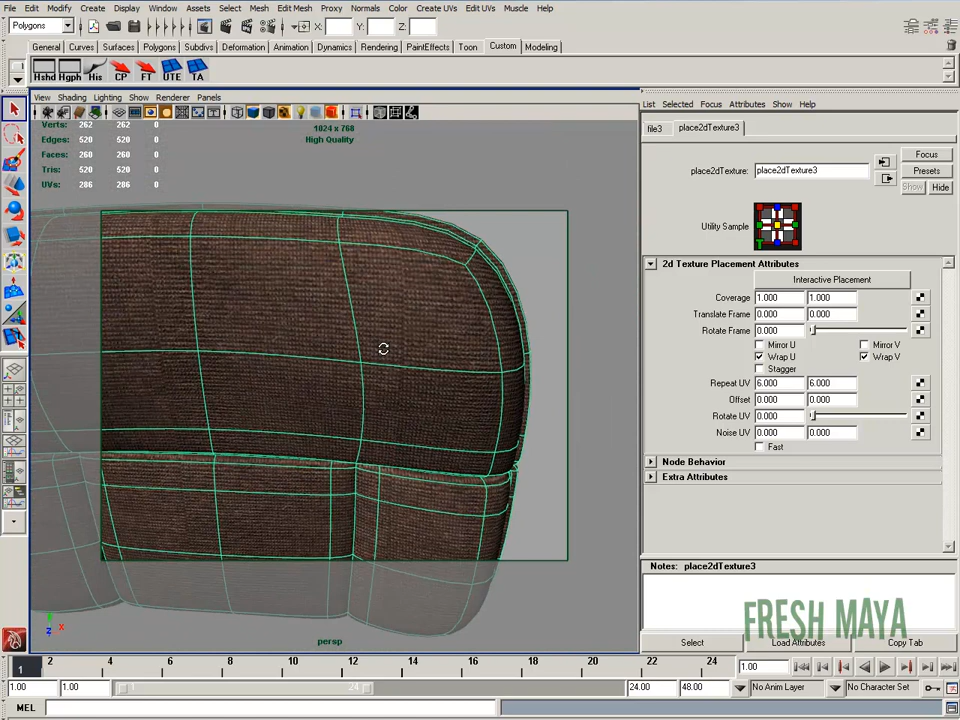 File Edit Modify Create Display Window Assets Select Mesh Edit Mesh Proxy Normals Color Create UVs Edit UVs Muscle Help
Polygons X: Y: Z:
General Curves Surfaces Polygons Subdivs Deformation Animation Dynamics Rendering PaintEffects Toon Custom Modeling
Hshd Hgph His CP FT UTE TA
View Shading Lighting Show Renderer Panels
List Selected Focus Attributes Show Help
Verts: 262 262 0
Edges: 520 520 0
Faces: 260 260 0
Tris: 520 520 0
UVs: 286 286 0
1024 x 768
High Quality
file3 place2dTexture3
Focus
place2dTexture: place2dTexture3
Presets
Show Hide
Utility Sample
2d Texture Placement Attributes
Interactive Placement
Coverage 1.000 1.000
Translate Frame 0.000 0.000
Rotate Frame 0.000
Mirror U Mirror V
Wrap U Wrap V
Stagger
Repeat UV 6.000 6.000
Offset 0.000 0.000
Rotate UV 0.000
Noise UV 0.000 0.000
Fast
Node Behavior
Extra Attributes
Notes: place2dTexture3
persp
FRESH MAYA
Select Load Attributes Copy Tab
1 2 4 6 8 10 12 14 16 18 20 22 24 1.00
1.00 1.00 24 24.00 48.00 No Anim Layer No Character Set
MEL